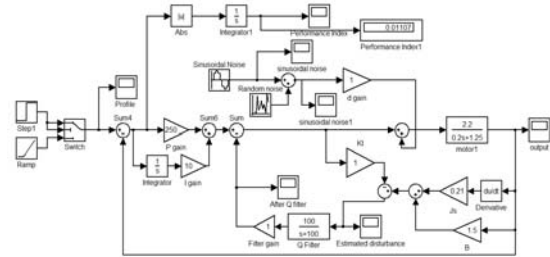 |u|
Abs
1
s
Integrator1
Performance Index
0.01107
Performance Index1
Sinusoidal Noise
sinusoidal noise
Random noise
sinusoidal noise1
1
d gain
Profile
Step1
Switch
Ramp
Sum4
250
P gain
1
s
Integrator
10
I gain
Sum6
Sum
2.2
0.2s+1.25
motor1
output
1
Kl
0.21
Js
du/dt
Derivative
1.5
B
After Q filter
1
Filter gain
100
s+100
Q Filter
Estimated disturbance